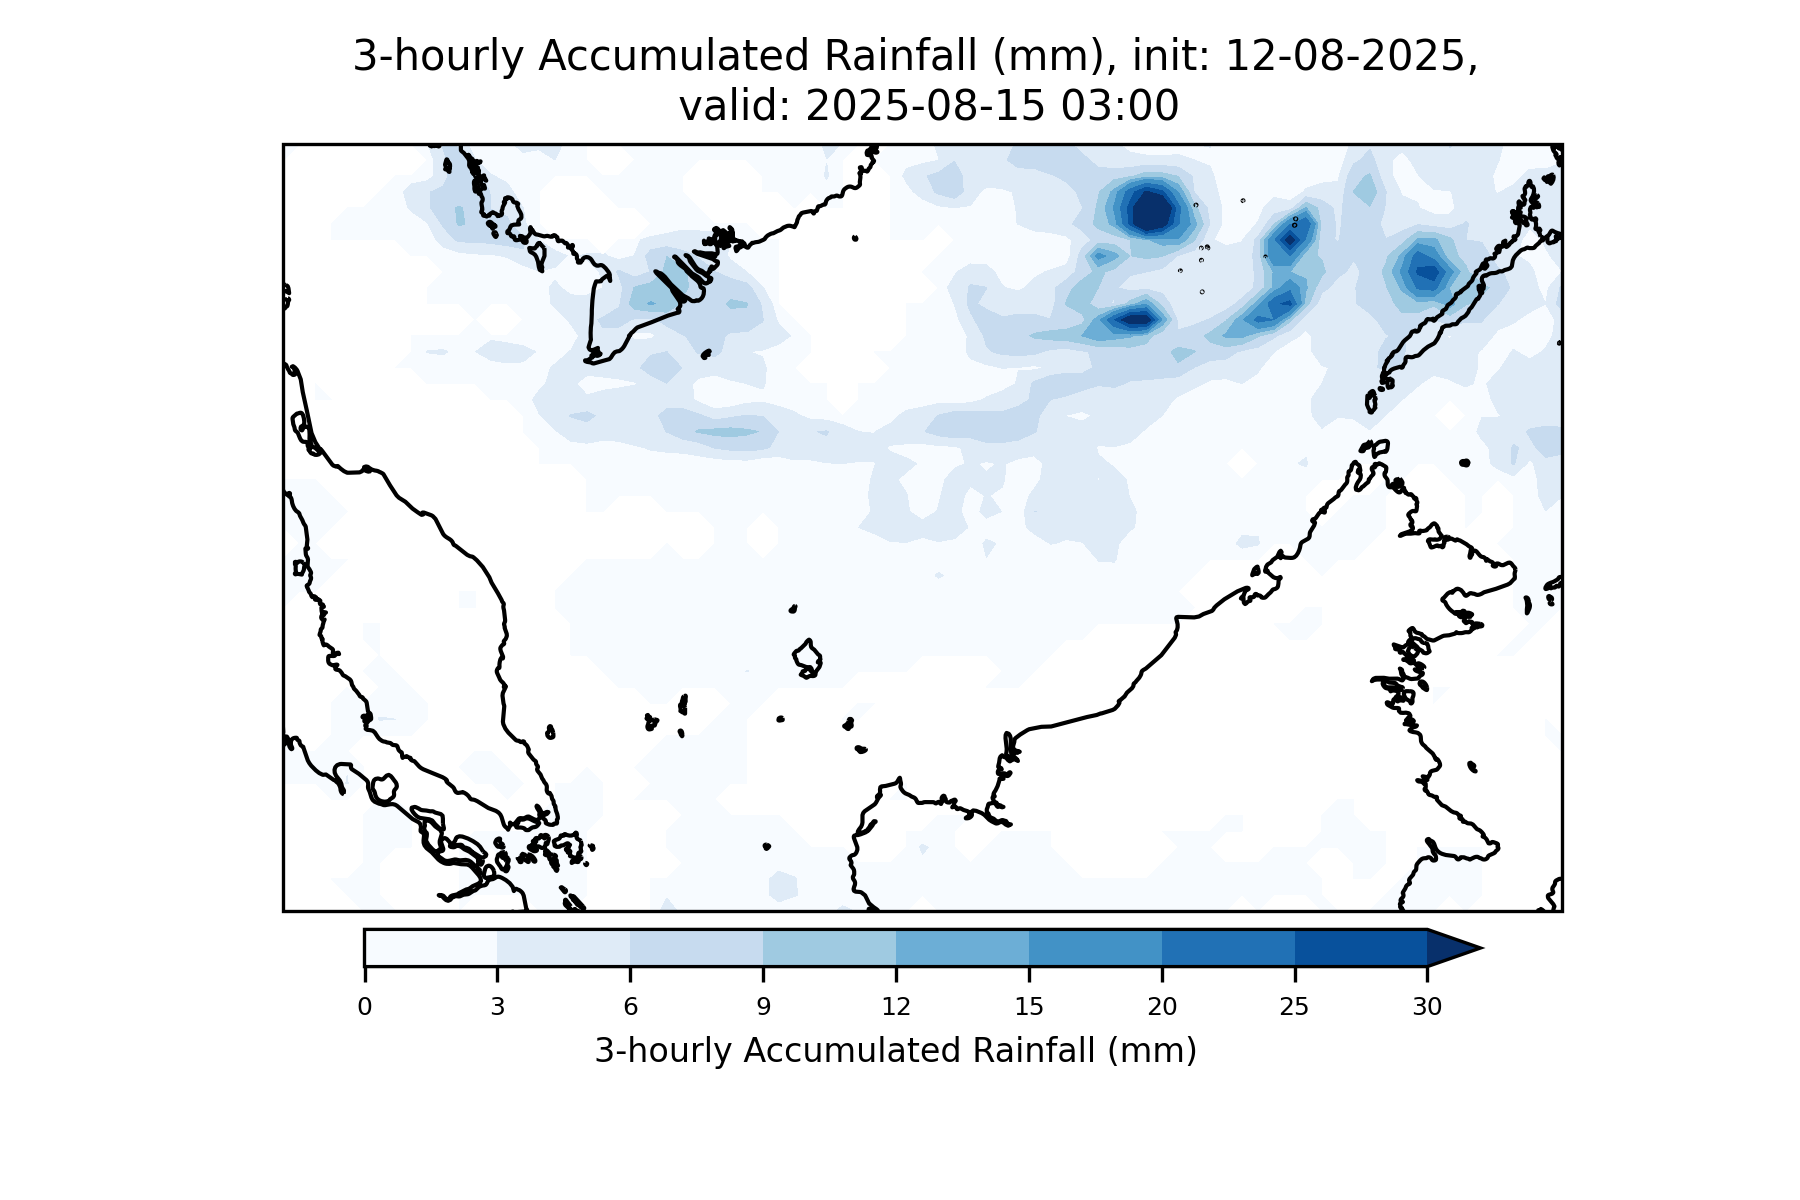 3-hourly Accumulated Rainfall (mm), init: 12-08-2025,
valid: 2025-08-15 03:00
0 3 6 9 12 15 20 25 30
3-hourly Accumulated Rainfall (mm)